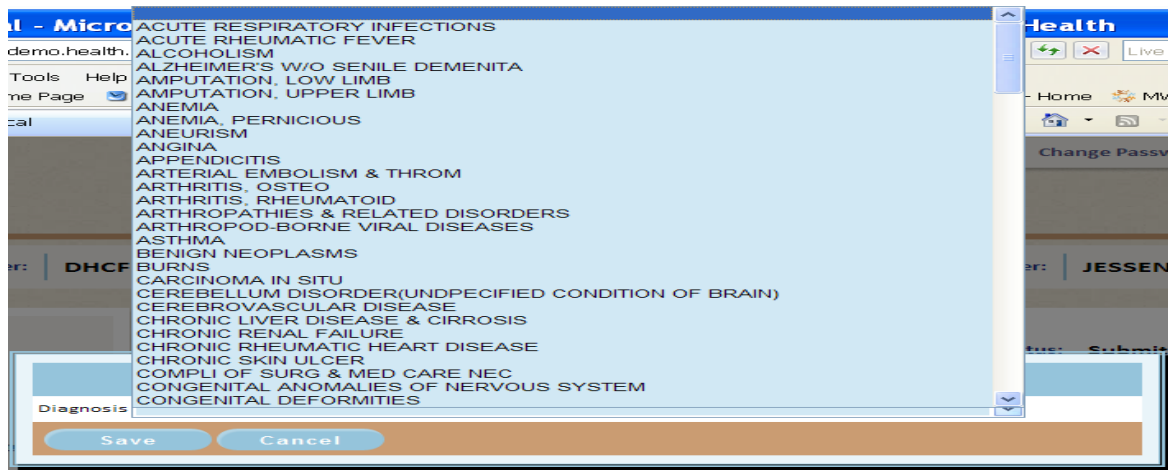 l - Micro
Health
demo.health.
Live
Tools Help
me Page
- Home
cal
Change Passw
DHCF
er:
JESSEN
tus: Submit
ACUTE RESPIRATORY INFECTIONS
ACUTE RHEUMATIC FEVER
ALCOHOLISM
ALZHEIMER'S W/O SENILE DEMENITA
AMPUTATION, LOW LIMB
AMPUTATION, UPPER LIMB
ANEMIA
ANEMIA, PERNICIOUS
ANEURISM
ANGINA
APPENDICITIS
ARTERIAL EMBOLISM & THROM
ARTHRITIS, OSTEO
ARTHRITIS, RHEUMATOID
ARTHROPATHIES & RELATED DISORDERS
ARTHROPOD-BORNE VIRAL DISEASES
ASTHMA
BENIGN NEOPLASMS
BURNS
CARCINOMA IN SITU
CEREBELLUM DISORDER(UNDPECIFIED CONDITION OF BRAIN)
CEREBROVASCULAR DISEASE
CHRONIC LIVER DISEASE & CIRROSIS
CHRONIC RENAL FAILURE
CHRONIC RHEUMATIC HEART DISEASE
CHRONIC SKIN ULCER
COMPLI OF SURG & MED CARE NEC
CONGENITAL ANOMALIES OF NERVOUS SYSTEM
CONGENITAL DEFORMITIES
Diagnosis
Save Cancel